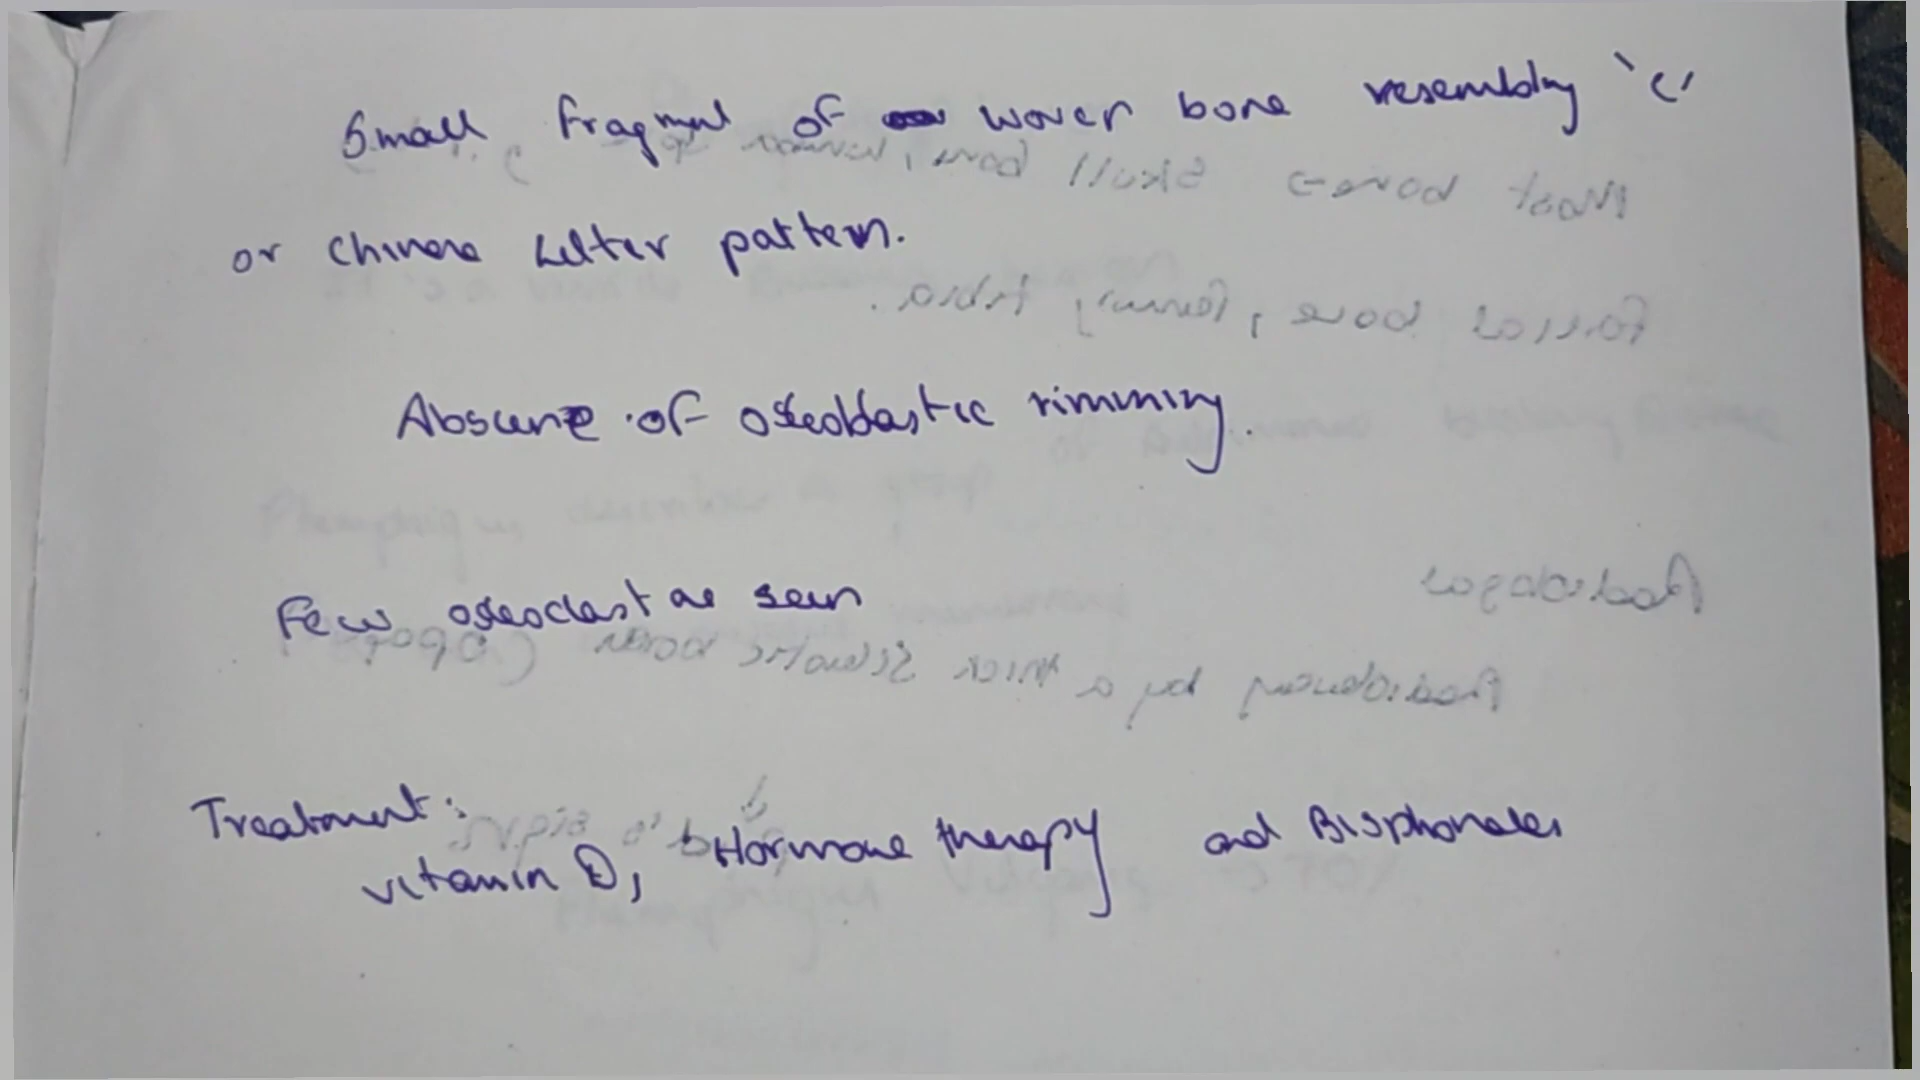 Small fragment of woven bone resembling 'c'
or chinese letter pattern.
Absence of osteoblastic rimming.
Few osteoclast are seen
Treatment:
vitamin D, Hormone therapy and Bisphonates